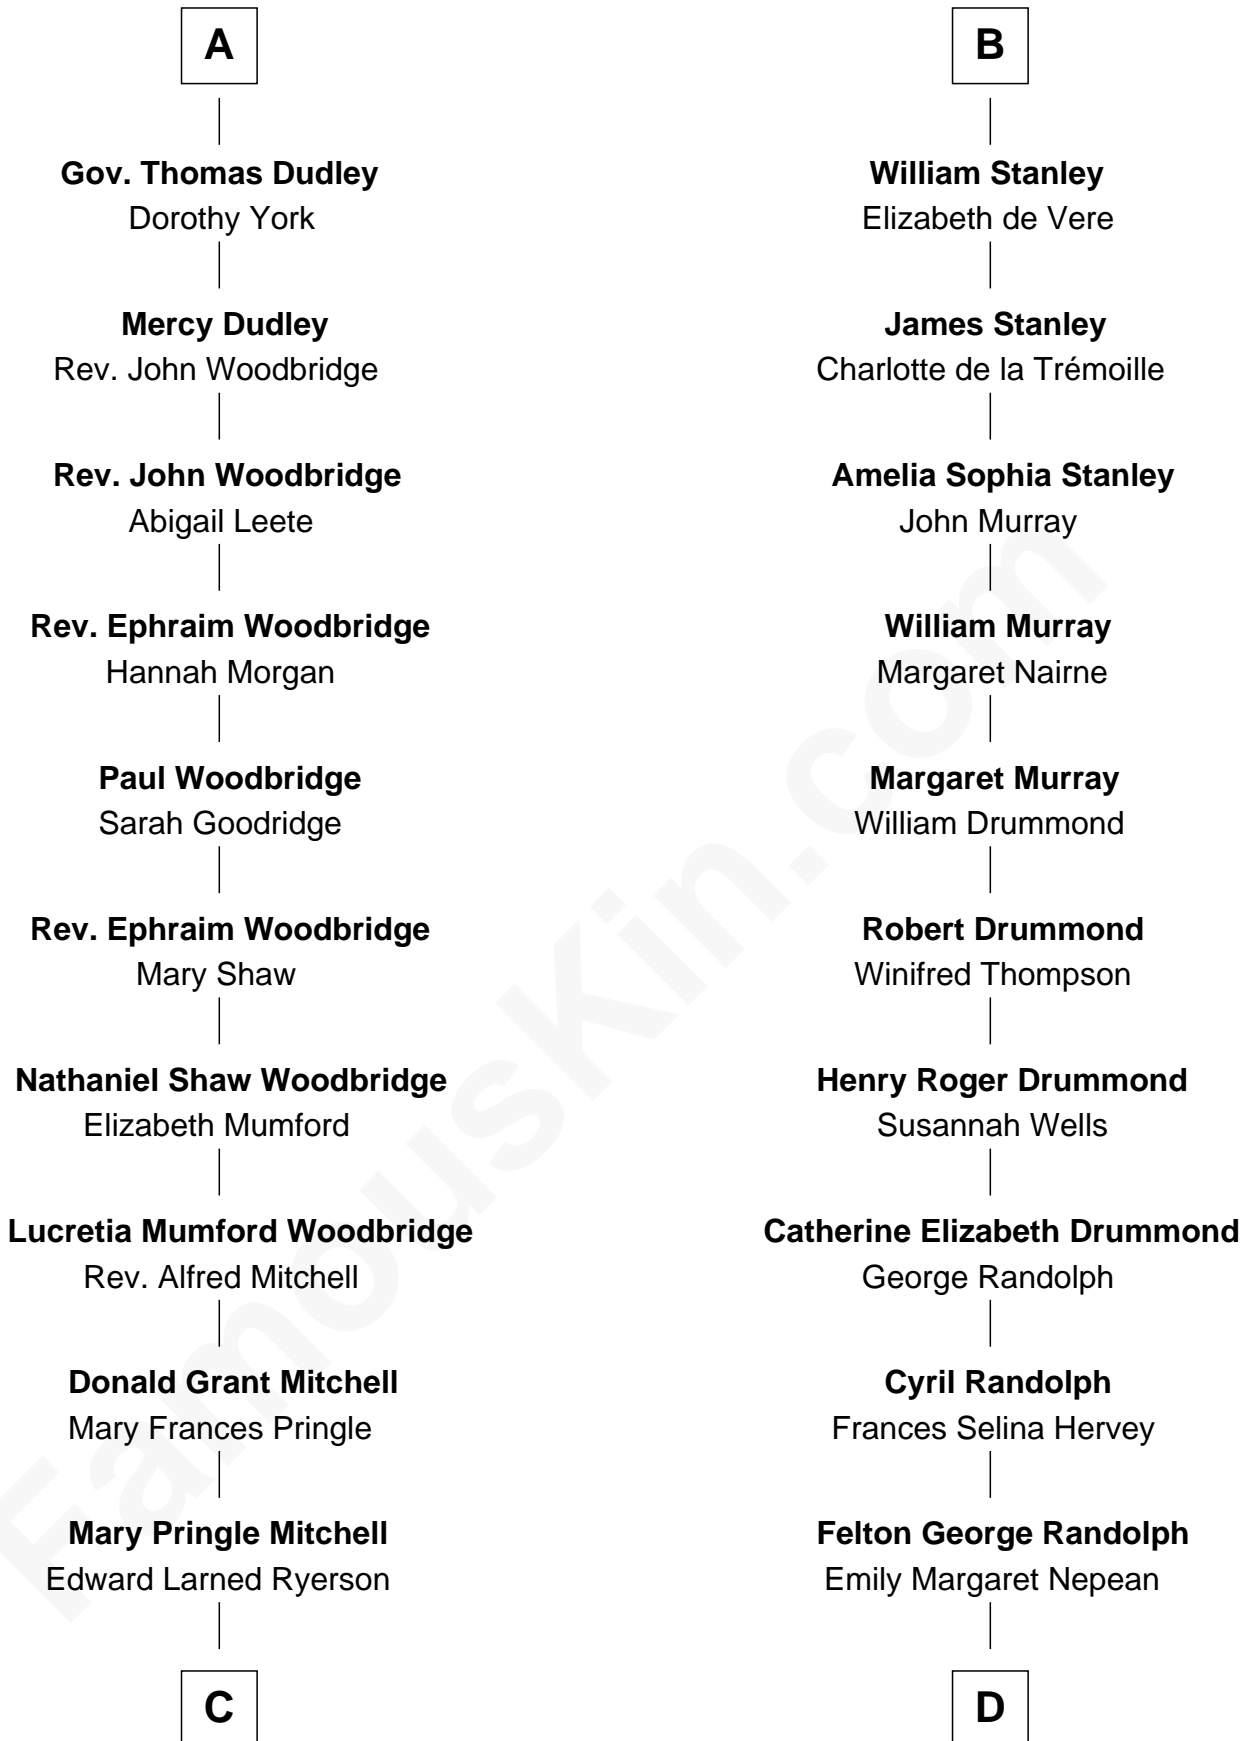 A
Gov. Thomas Dudley
Dorothy York
Mercy Dudley
Rev. John Woodbridge
Rev. John Woodbridge
Abigail Leete
Rev. Ephraim Woodbridge
Hannah Morgan
Paul Woodbridge
Sarah Goodridge
Rev. Ephraim Woodbridge
Mary Shaw
Nathaniel Shaw Woodbridge
Elizabeth Mumford
Lucretia Mumford Woodbridge
Rev. Alfred Mitchell
Donald Grant Mitchell
Mary Frances Pringle
Mary Pringle Mitchell
Edward Larned Ryerson
C
B
William Stanley
Elizabeth de Vere
James Stanley
Charlotte de la Trémoille
Amelia Sophia Stanley
John Murray
William Murray
Margaret Nairne
Margaret Murray
William Drummond
Robert Drummond
Winifred Thompson
Henry Roger Drummond
Susannah Wells
Catherine Elizabeth Drummond
George Randolph
Cyril Randolph
Frances Selina Hervey
Felton George Randolph
Emily Margaret Nepean
D
FamousKin.com